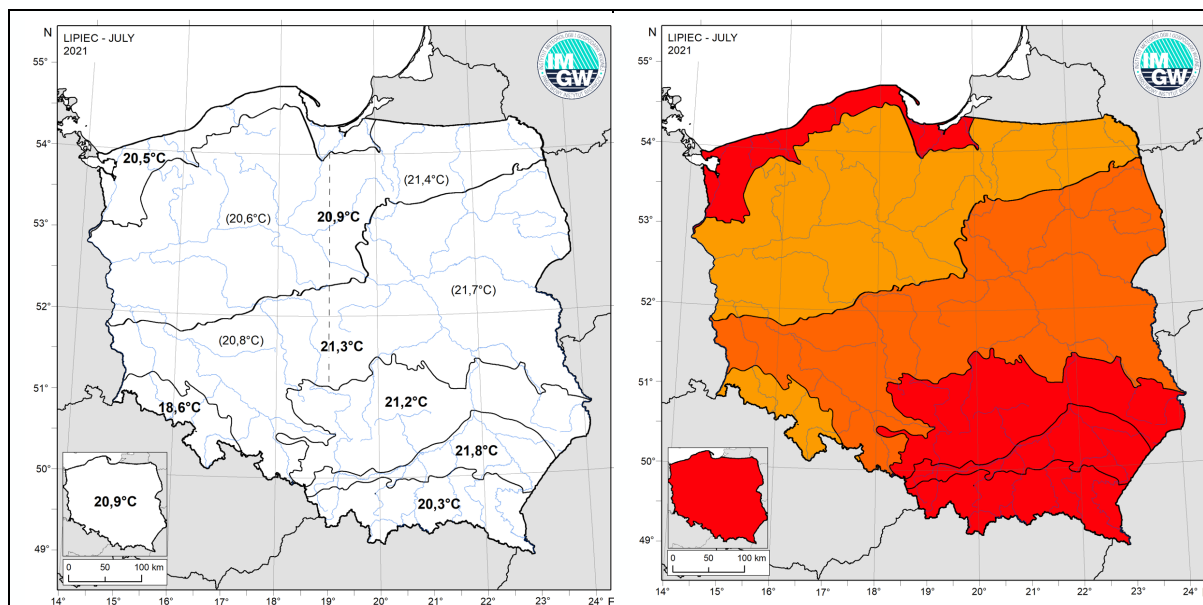 N
LIPIEC - JULY
2021
IMGW
55°
54°
53°
52°
51°
50°
49°
20,5°C
(21,4°C)
(20,6°C)
20,9°C
(21,7°C)
(20,8°C)
21,3°C
21,2°C
18,6°C
21,8°C
20,3°C
20,9°C
0 50 100 km
14° 15° 16° 17° 18° 19° 20° 21° 22° 23° 24° E
N
LIPIEC - JULY
2021
IMGW
55°
54°
53°
52°
51°
50°
49°
0 50 100 km
14° 15° 16° 17° 18° 19° 20° 21° 22° 23° 24°